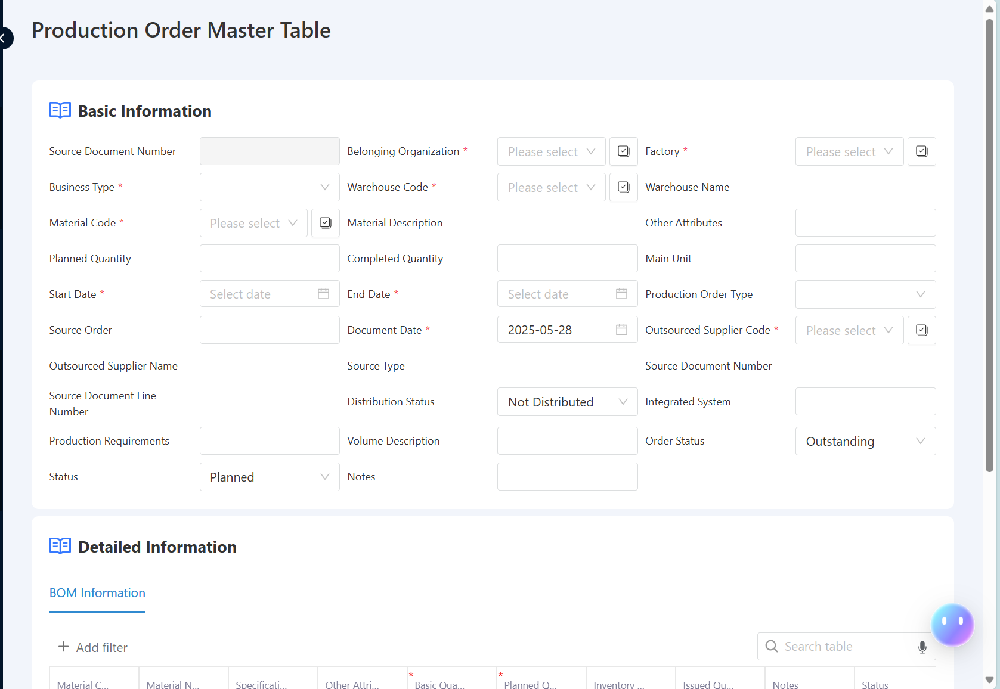 Production Order Master Table
Basic Information
Source Document Number
Belonging Organization * Please select
Factory * Please select
Business Type *
Warehouse Code * Please select
Warehouse Name
Material Code * Please select
Material Description
Other Attributes
Planned Quantity
Completed Quantity
Main Unit
Start Date * Select date
End Date * Select date
Production Order Type
Source Order
Document Date * 2025-05-28
Outsourced Supplier Code * Please select
Outsourced Supplier Name
Source Type
Source Document Number
Source Document Line
Number
Distribution Status Not Distributed
Integrated System
Production Requirements
Volume Description
Order Status Outstanding
Status Planned
Notes
Detailed Information
BOM Information
+ Add filter
Search table
Material C...
Material N...
Specificati...
Other Attri...
* Basic Qua...
* Planned Q...
Inventory ...
Issued Qu...
Notes
Status